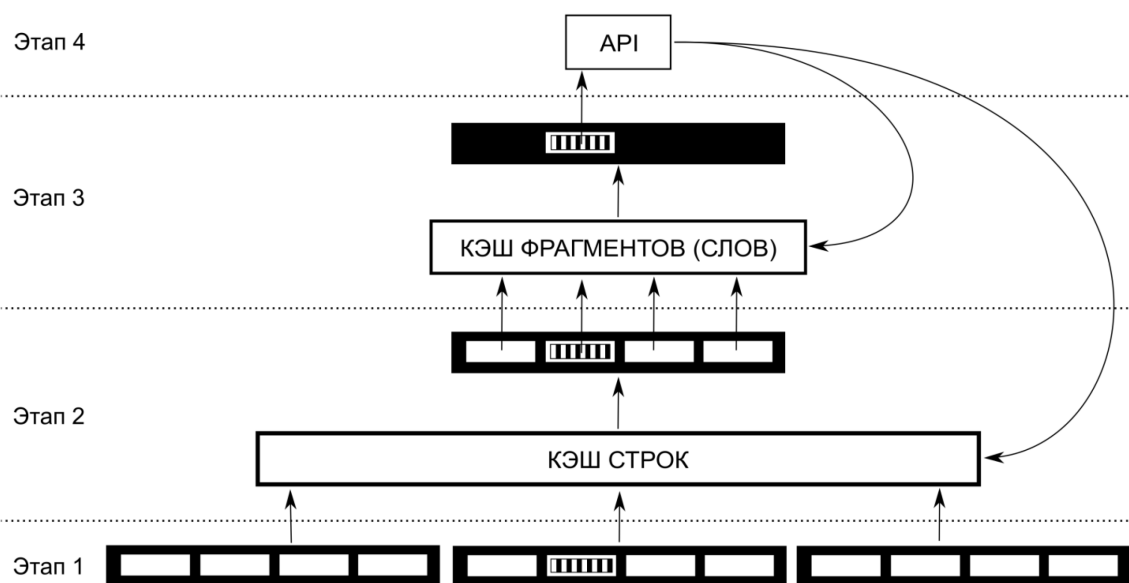 Этап 4
API
Этап 3
КЭШ ФРАГМЕНТОВ (СЛОВ)
Этап 2
КЭШ СТРОК
Этап 1